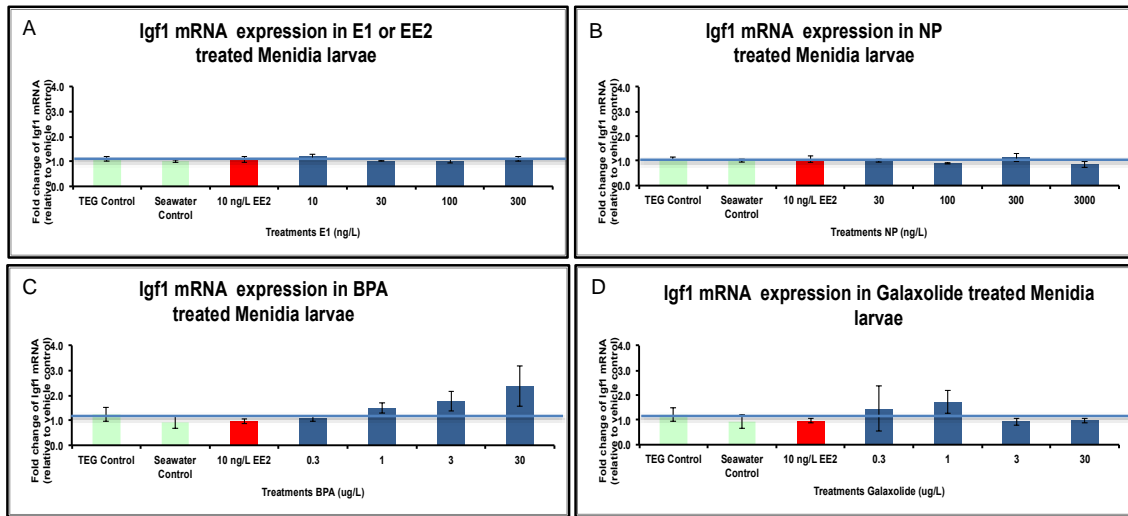 A
Igf1 mRNA expression in E1 or EE2
treated Menidia larvae
Fold change of Igf1 mRNA
(relative to vehicle control)
4.0
3.0
2.0
1.0
0.0
TEG Control
Seawater Control
10 ng/L EE2
10
30
100
300
Treatments E1 (ng/L)
B
Igf1 mRNA expression in NP
treated Menidia larvae
Fold change of Igf1 mRNA
(relative to vehicle control)
4.0
3.0
2.0
1.0
0.0
TEG Control
Seawater Control
10 ng/L EE2
30
100
300
3000
Treatments NP (ng/L)
C
Igf1 mRNA expression in BPA
treated Menidia larvae
Fold change of Igf1 mRNA
(relative to vehicle control)
4.0
3.0
2.0
1.0
0.0
TEG Control
Seawater Control
10 ng/L EE2
0.3
1
3
30
Treatments BPA (ug/L)
D
Igf1 mRNA expression in Galaxolide treated Menidia
larvae
Fold change of Igf1 mRNA
(relative to vehicle control)
4.0
3.0
2.0
1.0
0.0
TEG Control
Seawater Control
10 ng/L EE2
0.3
1
3
30
Treatments Galaxolide (ug/L)